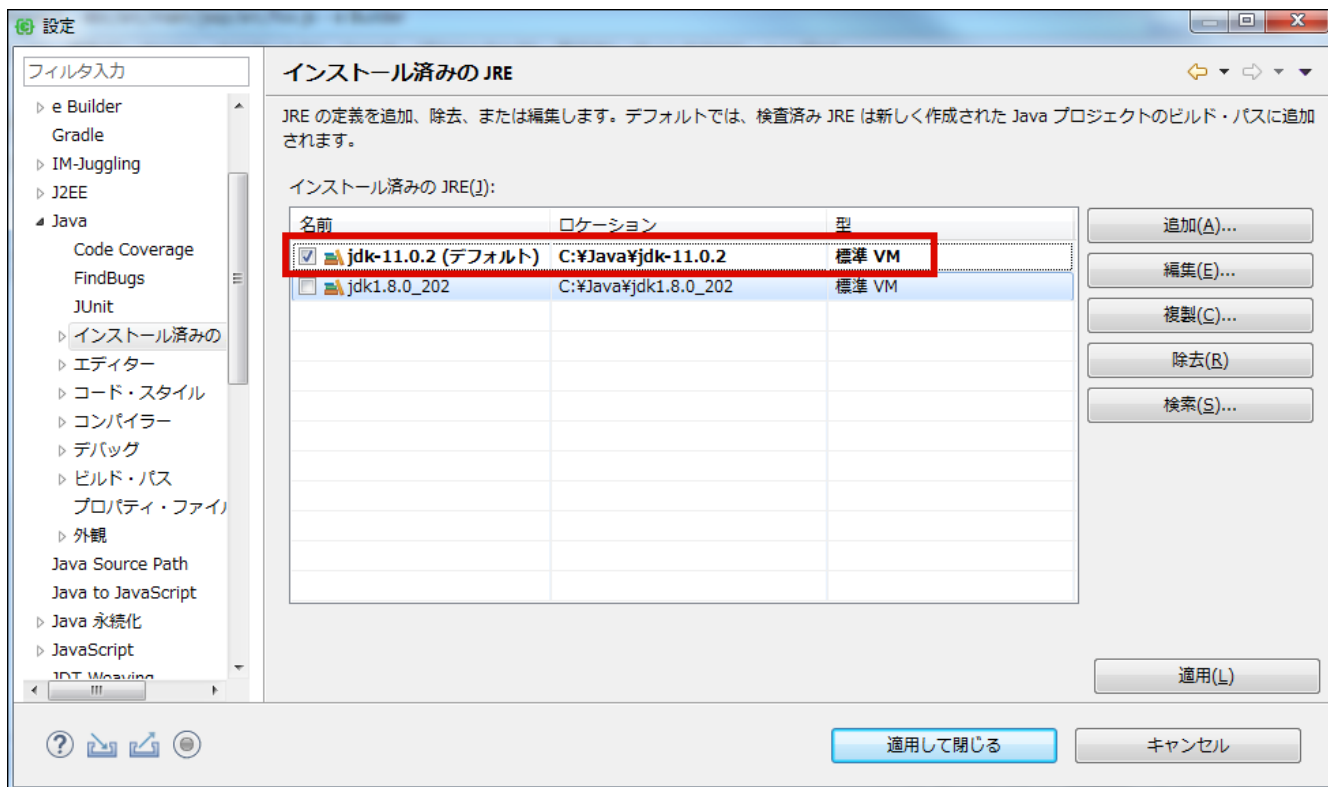 設定
フィルタ入力
e Builder
Gradle
IM-Juggling
J2EE
Java
Code Coverage
FindBugs
JUnit
インストール済みの
エディター
コード・スタイル
コンパイラー
デバッグ
ビルド・パス
プロパティ・ファイル
外観
Java Source Path
Java to JavaScript
Java 永続化
JavaScript
JDT Weaving
インストール済みの JRE
JRE の定義を追加、除去、または編集します。デフォルトでは、検査済み JRE は新しく作成された Java プロジェクトのビルド・パスに追加
されます。
インストール済みの JRE(J):
名前 ロケーション 型
jdk-11.0.2 (デフォルト) C:¥Java¥jdk-11.0.2 標準 VM
jdk1.8.0_202 C:¥Java¥jdk1.8.0_202 標準 VM
追加(A)...
編集(E)...
複製(C)...
除去(R)
検索(S)...
適用(L)
適用して閉じる
キャンセル